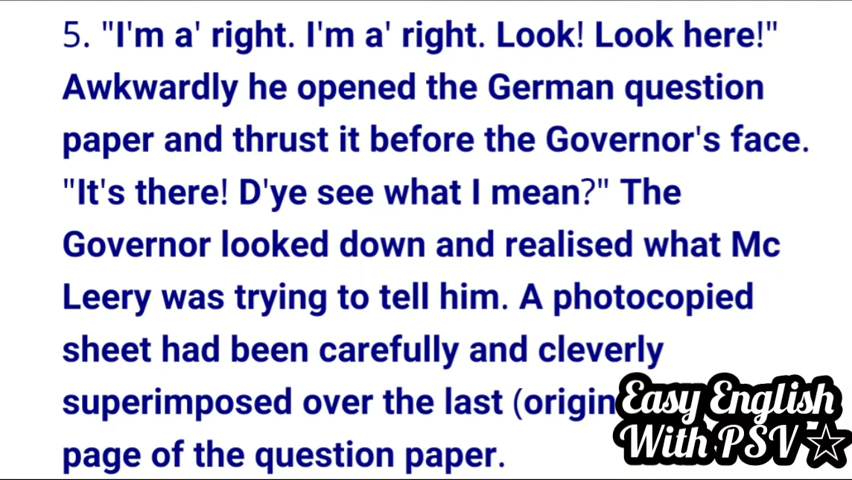 5. "I'm a' right. I'm a' right. Look! Look here!"
Awkwardly he opened the German question
paper and thrust it before the Governor's face.
"It's there! D'ye see what I mean?" The
Governor looked down and realised what Mc
Leery was trying to tell him. A photocopied
sheet had been carefully and cleverly
superimposed over the last
page of the question paper.
Easy English
With PSV ☆